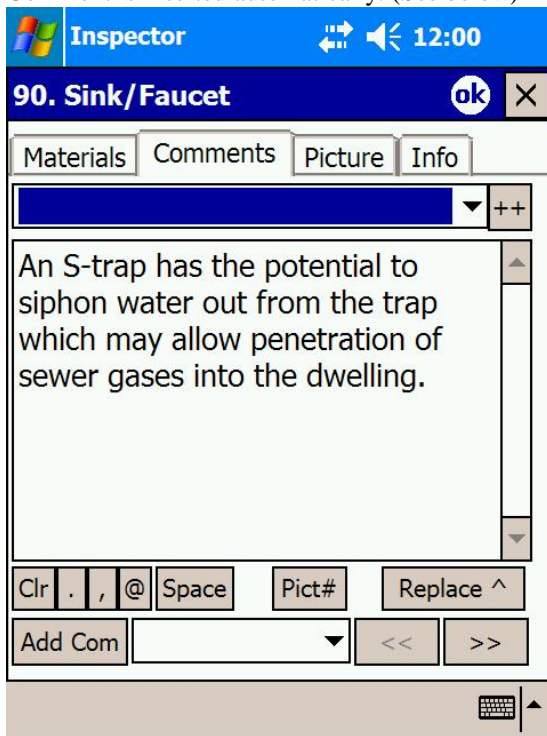 Inspector 12:00
90. Sink/Faucet ok X
Materials Comments Picture Info
++
An S-trap has the potential to
siphon water out from the trap
which may allow penetration of
sewer gases into the dwelling.
Clr . , @ Space Pict# Replace ^
Add Com << >>